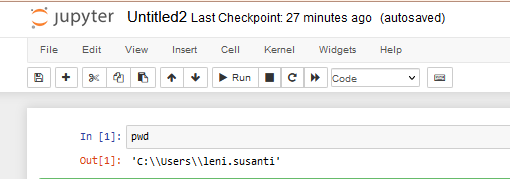 jupyter Untitled2 Last Checkpoint: 27 minutes ago (autosaved)
File Edit View Insert Cell Kernel Widgets Help
Run Code
In [1]: pwd
Out[1]: 'C:\\Users\\leni.susanti'